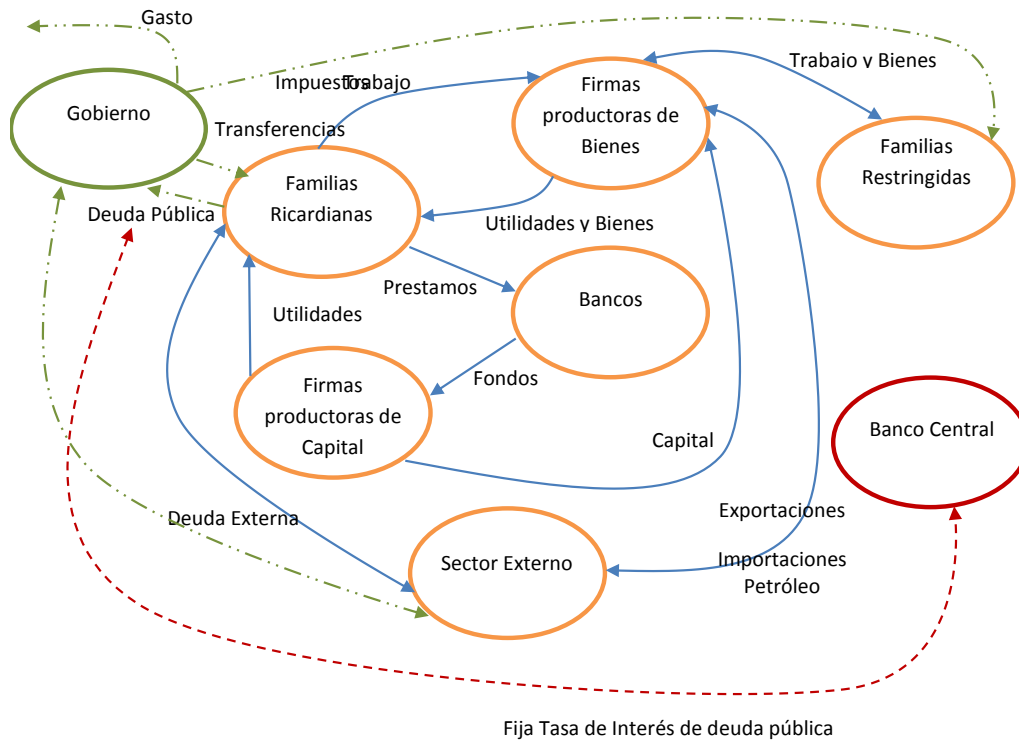 Gasto
Gobierno
Impuestos
Trabajo
Firmas
productoras de
Bienes
Trabajo y Bienes
Familias
Restringidas
Transferencias
Familias
Ricardianas
Deuda Pública
Utilidades y Bienes
Prestamos
Bancos
Utilidades
Fondos
Firmas
productoras de
Capital
Capital
Banco Central
Deuda Externa
Sector Externo
Exportaciones
Importaciones
Petróleo
Fija Tasa de Interés de deuda pública